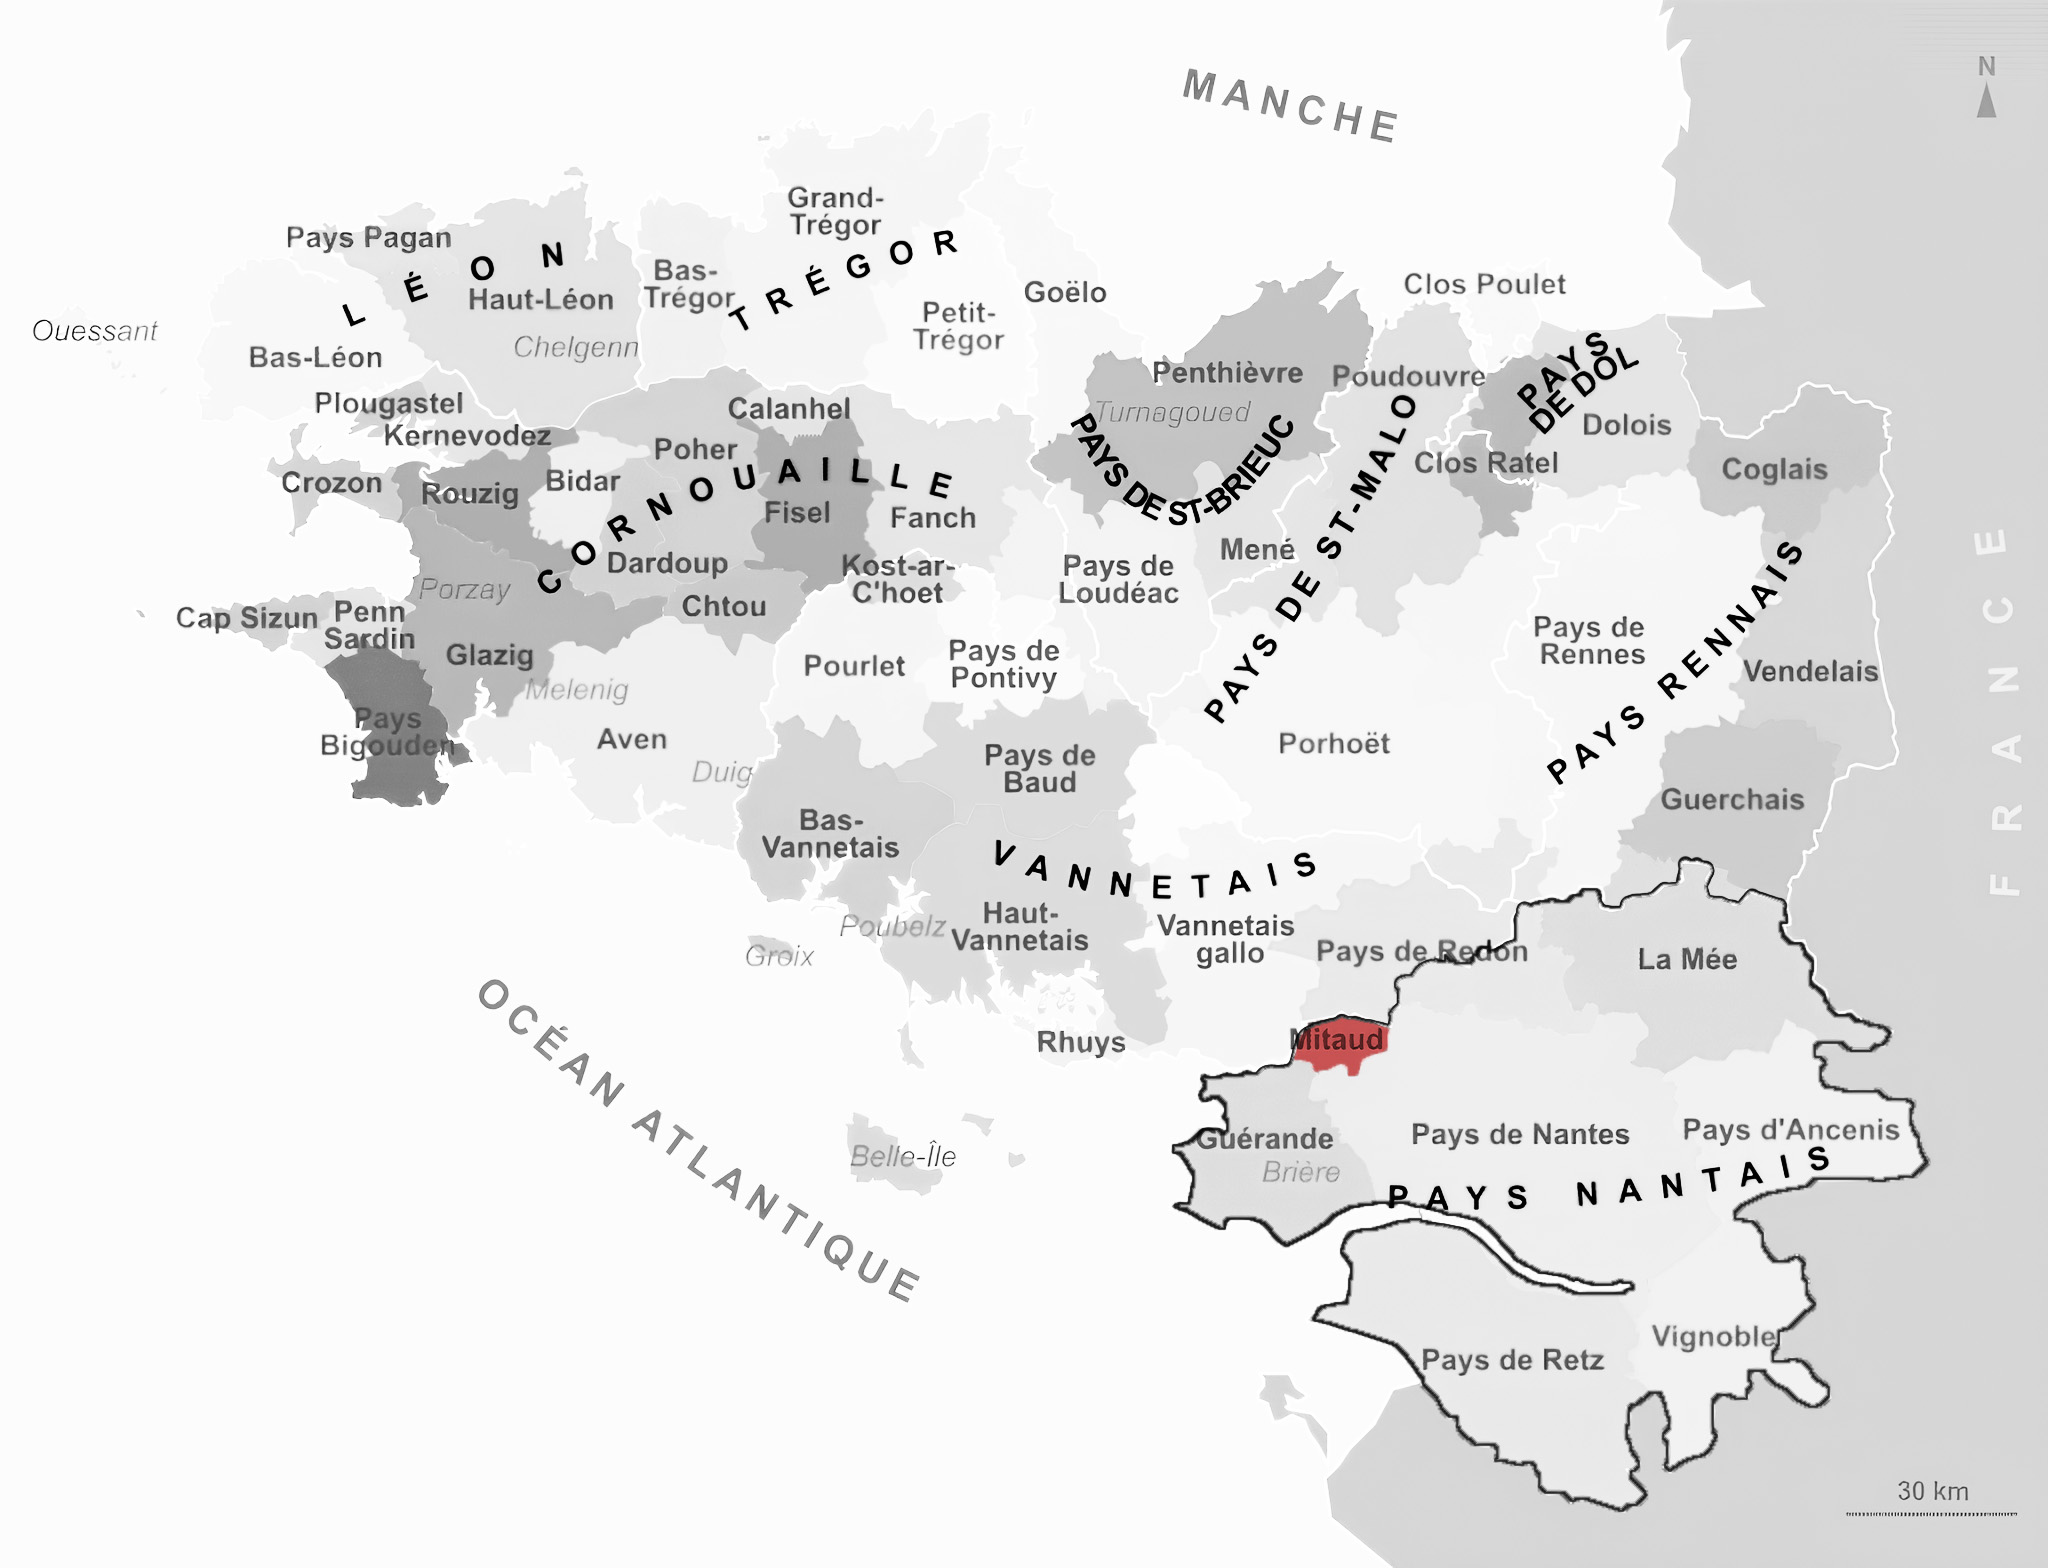 MANCHE
N
Grand-
Trégor
Pays Pagan
LÉON
TRÉGOR
Bas-
Trégor
Haut-Léon
Goëlo
Clos Poulet
Petit-
Trégor
Ouessant
Chelgenn
Bas-Léon
Penthièvre
Poudouvre
PAYS
DE DOL
Plougastel
Calanhel
Turnagoued
Dolois
Kernevodez
Poher
PAYS DE ST-BRIEUC
PAYS DE ST-MALO
Clos Ratel
Coglais
Crozon
Rouzig
Bidar
CORNOUAILLE
Fisel
Fanch
Mené
Dardoup
Kost-ar-
C'hoet
Pays de
Loudéac
FRANCE
Porzay
Cap Sizun
Penn
Sardin
Chtou
Pays de
Rennes
PAYS RENNAIS
Glazig
Pourlet
Pays de
Pontivy
Vendelais
Melenig
Pays
Bigouden
Aven
Porhoët
Duig
Pays de
Baud
Guerchais
Bas-
Vannetais
VANNETAIS
Poubelz
Haut-
Vannetais
Vannetais
gallo
Groix
Pays de Redon
La Mée
OCÉAN ATLANTIQUE
Rhuys
Mitaud
Belle-Île
Guérande
Brière
Pays de Nantes
Pays d'Ancenis
PAYS NANTAIS
Pays de Retz
Vignoble
30 km